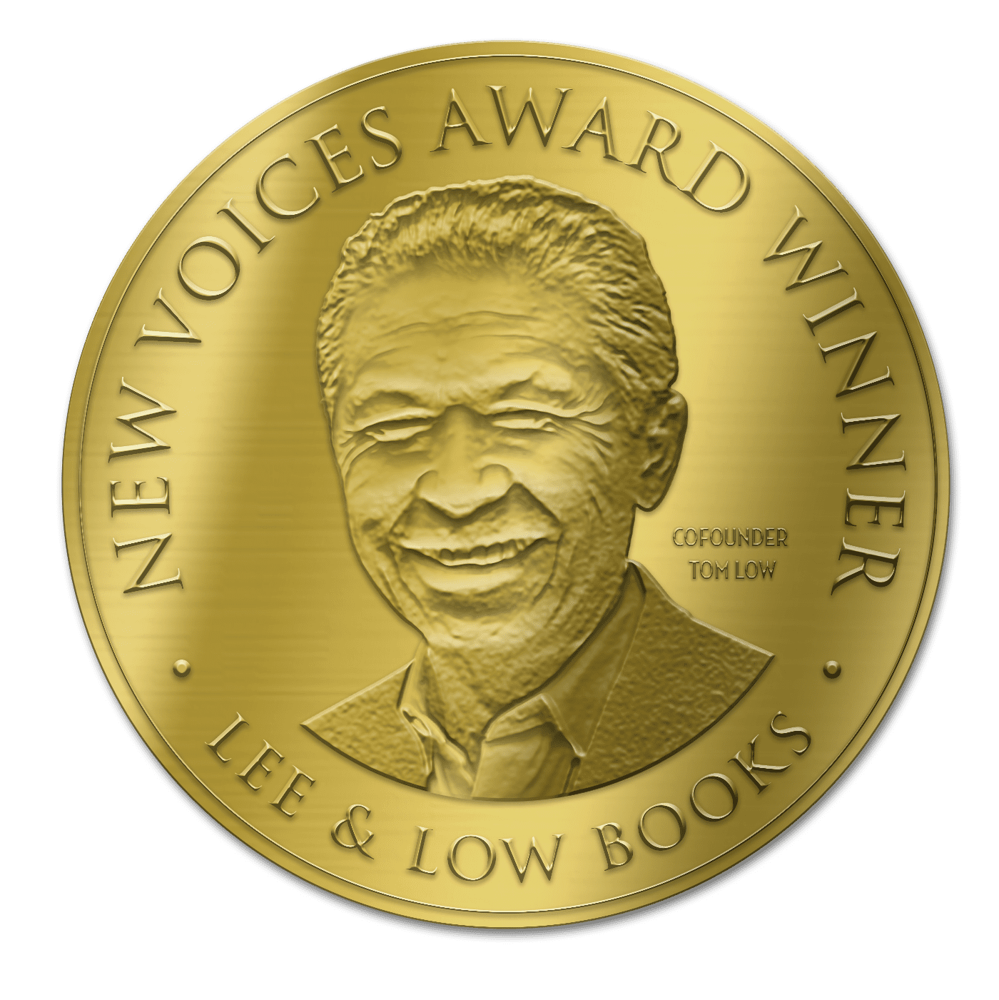 NEW VOICES AWARD WINNER
COFOUNDER
TOM LOW
LEE & LOW BOOKS